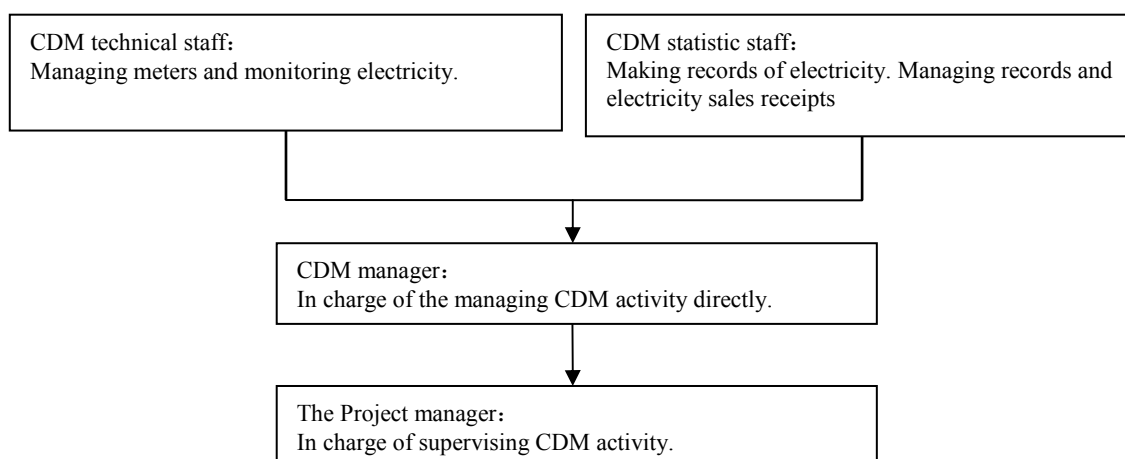 CDM technical staff：
Managing meters and monitoring electricity.
CDM statistic staff：
Making records of electricity. Managing records and
electricity sales receipts
CDM manager：
In charge of the managing CDM activity directly.
The Project manager：
In charge of supervising CDM activity.